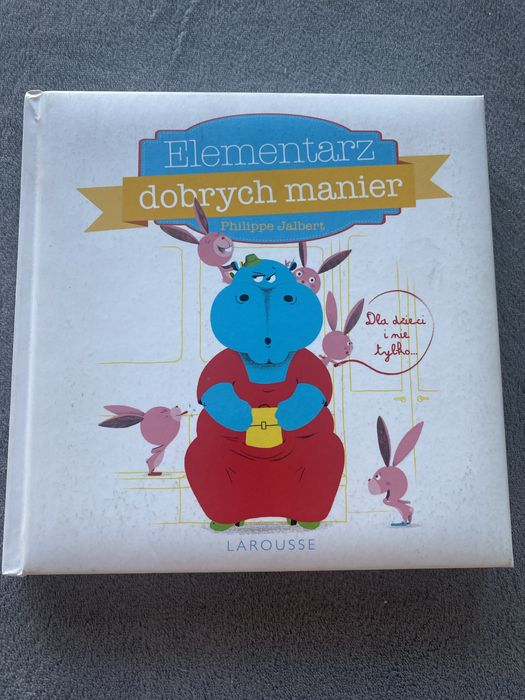 Elementarz
dobrych manier
Philippe Jalbert
Dla dzieci
i nie
tylko...
LAROUSSE